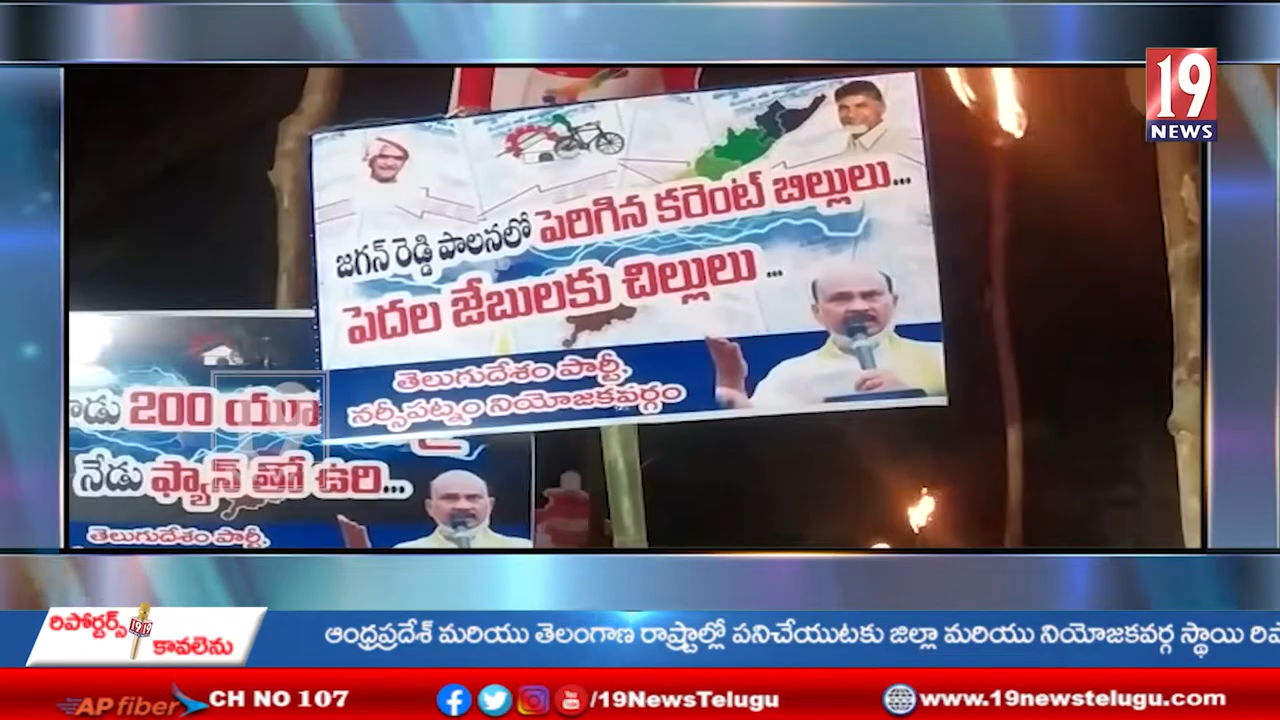 19
NEWS
జగన్ రెడ్డి పాలనలో పెరిగిన కరెంట్ బిల్లులు...
పెదల జేబులకు చిల్లులు ...
తెలుగుదేశం పార్టీ,
నర్సీపట్నం నియోజకవర్గం
200
నేడు ఫ్యాన్ తో ఉరి...
తెలుగుదేశం పార్టీ,
రిపోర్టర్స్
కావలెను
ఆంధ్రప్రదేశ్ మరియు తెలంగాణ రాష్ట్రాల్లో పనిచేయుటకు జిల్లా మరియు నియోజకవర్గ స్థాయి
AP fiber CH NO 107 /19NewsTelugu www.19newstelugu.com